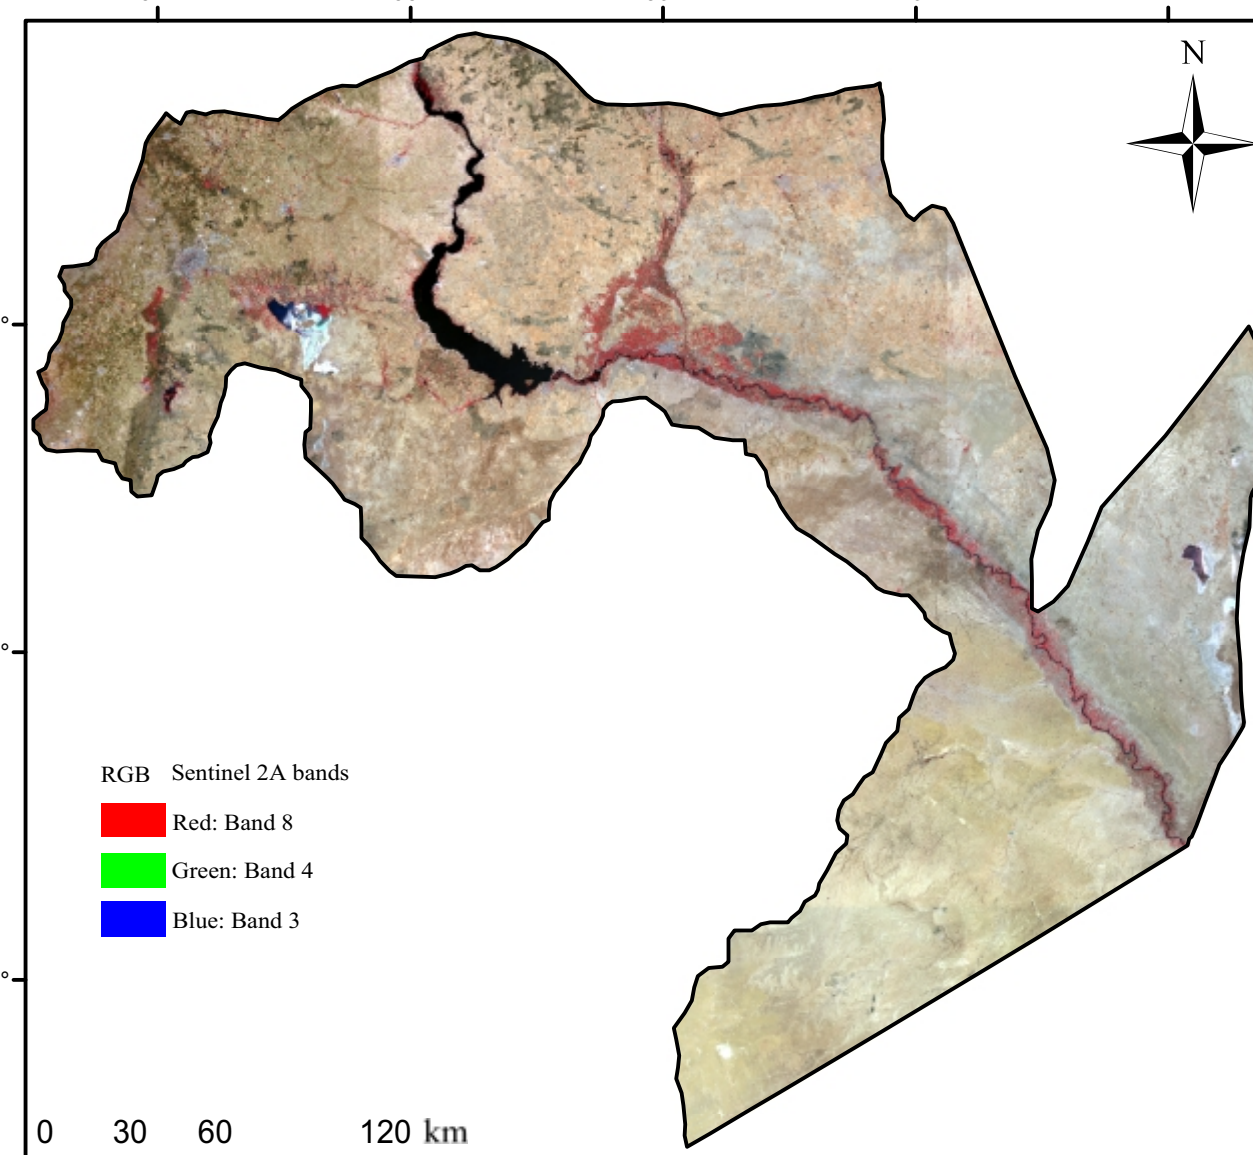 N
°
°
°
RGB Sentinel 2A bands
Red: Band 8
Green: Band 4
Blue: Band 3
0 30 60 120 km